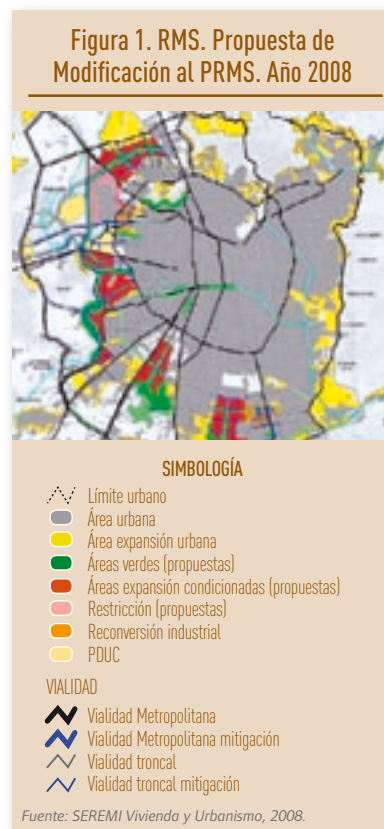 Figura 1. RMS. Propuesta de
Modificación al PRMS. Año 2008
SIMBOLOGÍA
Límite urbano
Área urbana
Área expansión urbana
Áreas verdes (propuestas)
Áreas expansión condicionadas (propuestas)
Restricción (propuestas)
Reconversión industrial
PDUC
VIALIDAD
Vialidad Metropolitana
Vialidad Metropolitana mitigación
Vialidad troncal
Vialidad troncal mitigación
Fuente: SEREMI Vivienda y Urbanismo, 2008.